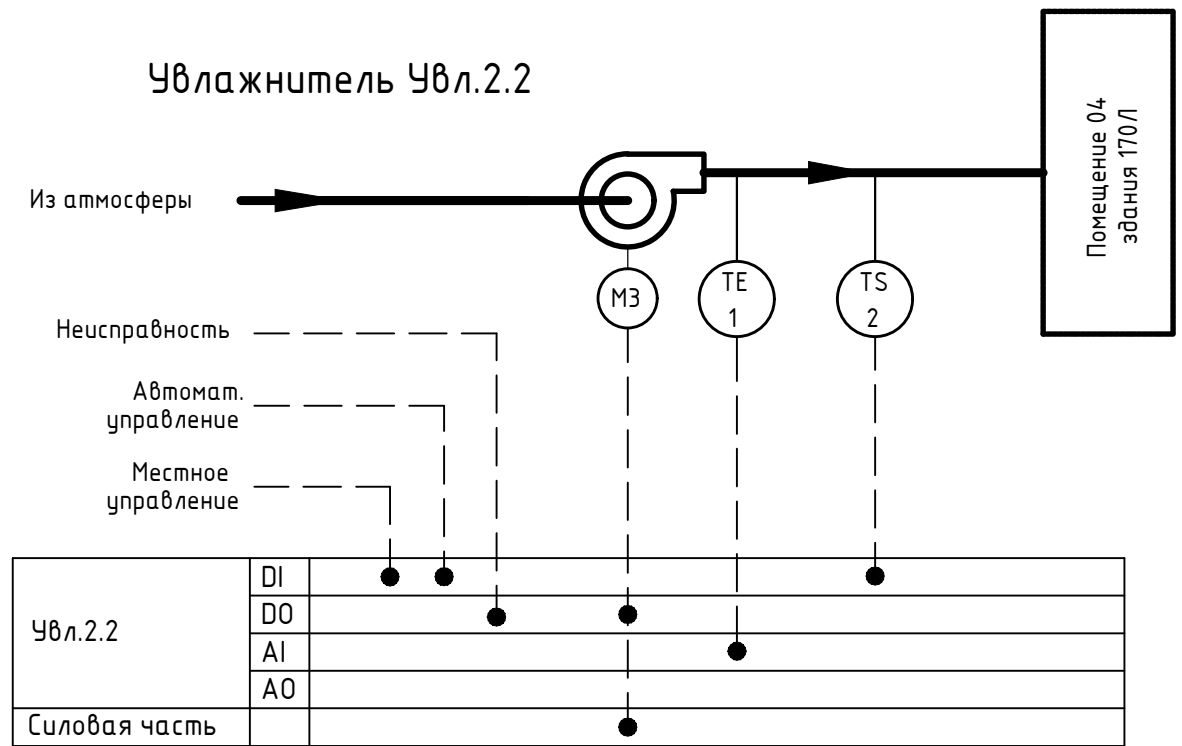 Увлажнитель Увл.2.2
Помещение 04
здания 170Л
Из атмосферы
М3
TE
1
TS
2
Неисправность
Автомат.
управление
Местное
управление
Увл.2.2
DI
DO
AI
AO
Силовая часть